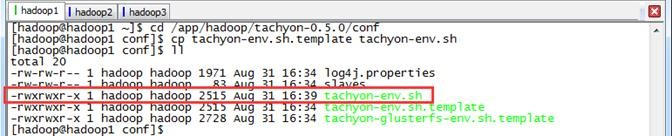 hadoop1 hadoop2 hadoop3
[hadoop@hadoop1 ~]$ cd /app/hadoop/tachyon-0.5.0/conf
[hadoop@hadoop1 conf]$ cp tachyon-env.sh.template tachyon-env.sh
[hadoop@hadoop1 conf]$ ll
total 20
-rw-rw-r-- 1 hadoop hadoop 1971 Aug 31 16:34 log4j.properties
-rw-rw-r-- 1 hadoop hadoop 83 Aug 31 16:34 slaves
-rwxrwxr-x 1 hadoop hadoop 2515 Aug 31 16:39 tachyon-env.sh
-rwxrwxr-x 1 hadoop hadoop 2515 Aug 31 16:34 tachyon-env.sh.template
-rwxrwxr-x 1 hadoop hadoop 2728 Aug 31 16:34 tachyon-glusterfs-env.sh.template
[hadoop@hadoop1 conf]$